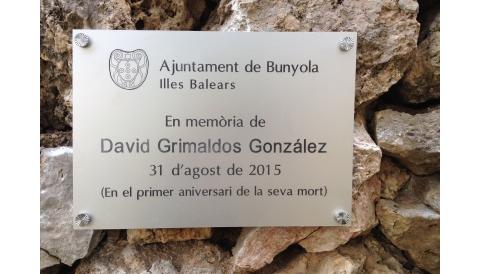 Ajuntament de Bunyola
Illes Balears
En memòria de
David Grimaldos González
31 d'agost de 2015
(En el primer aniversari de la seva mort)